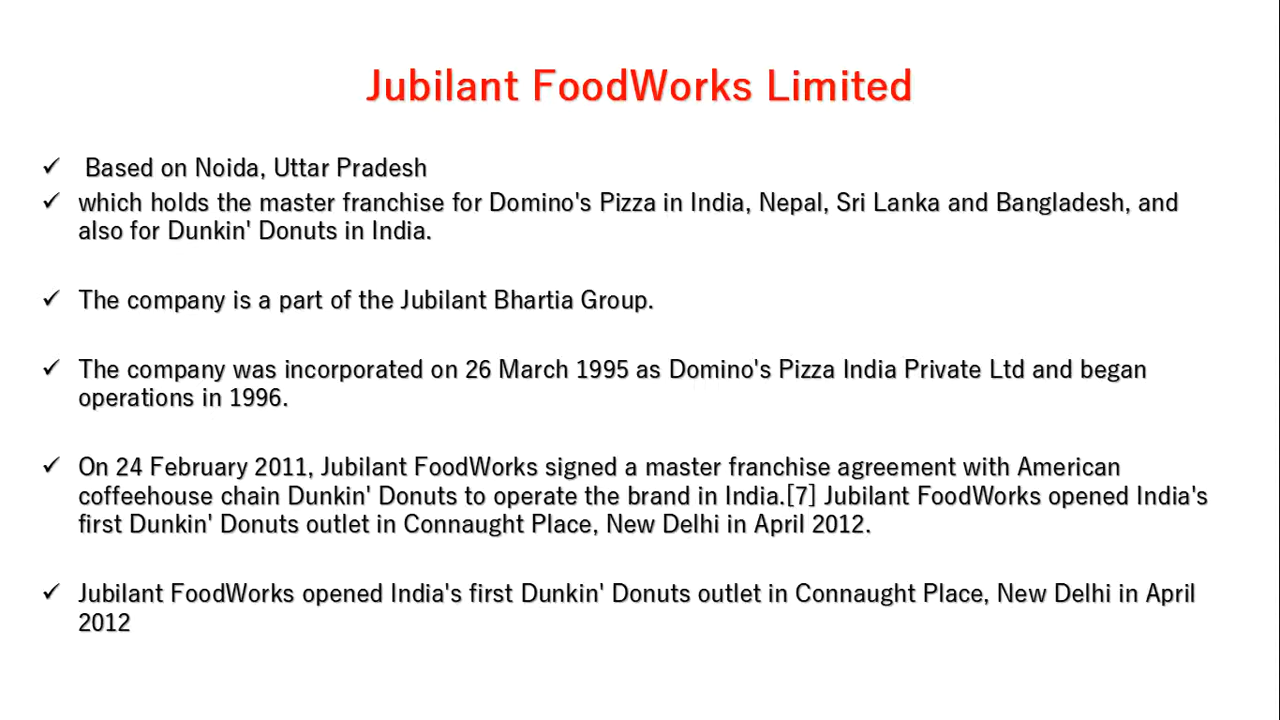 Jubilant FoodWorks Limited
✓ Based on Noida, Uttar Pradesh
✓ which holds the master franchise for Domino's Pizza in India, Nepal, Sri Lanka and Bangladesh, and
also for Dunkin' Donuts in India.
✓ The company is a part of the Jubilant Bhartia Group.
✓ The company was incorporated on 26 March 1995 as Domino's Pizza India Private Ltd and began
operations in 1996.
✓ On 24 February 2011, Jubilant FoodWorks signed a master franchise agreement with American
coffeehouse chain Dunkin' Donuts to operate the brand in India.[7] Jubilant FoodWorks opened India's
first Dunkin' Donuts outlet in Connaught Place, New Delhi in April 2012.
✓ Jubilant FoodWorks opened India's first Dunkin' Donuts outlet in Connaught Place, New Delhi in April
2012